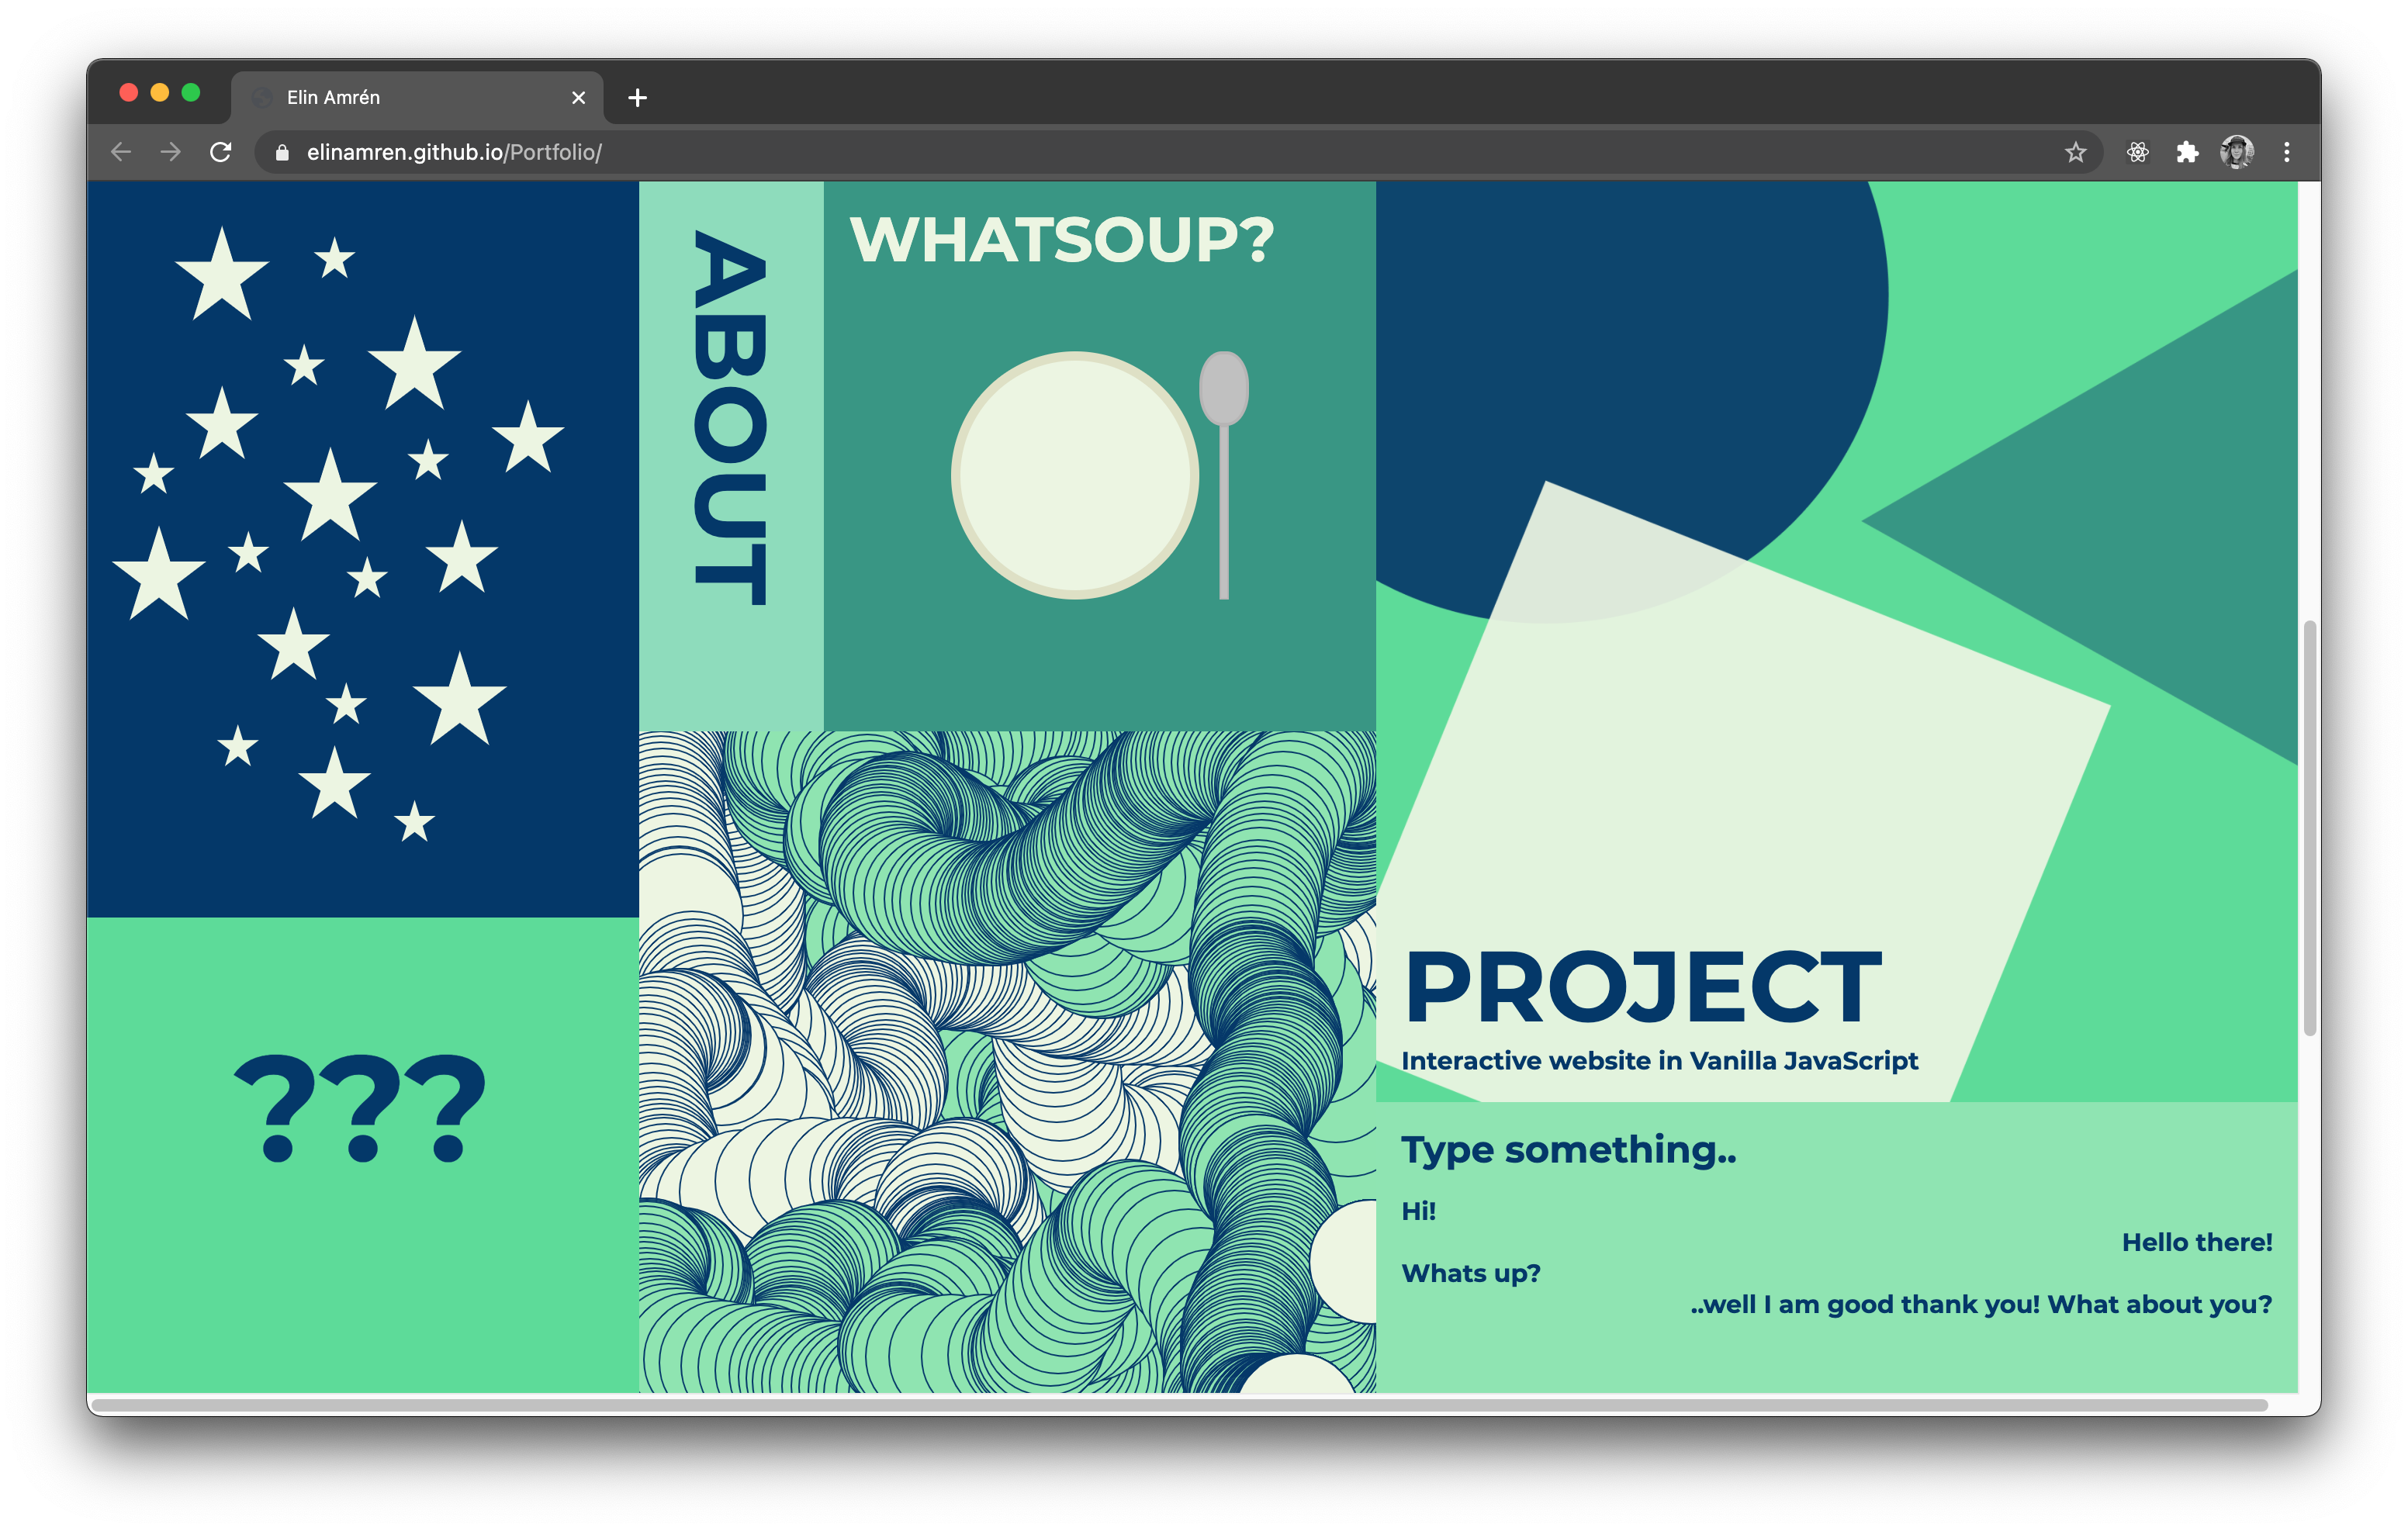 Elin Amrén
elinamren.github.io/Portfolio/
ABOUT
WHATSOUP?
???
PROJECT
Interactive website in Vanilla JavaScript
Type something..
Hi!
Hello there!
Whats up?
..well I am good thank you! What about you?